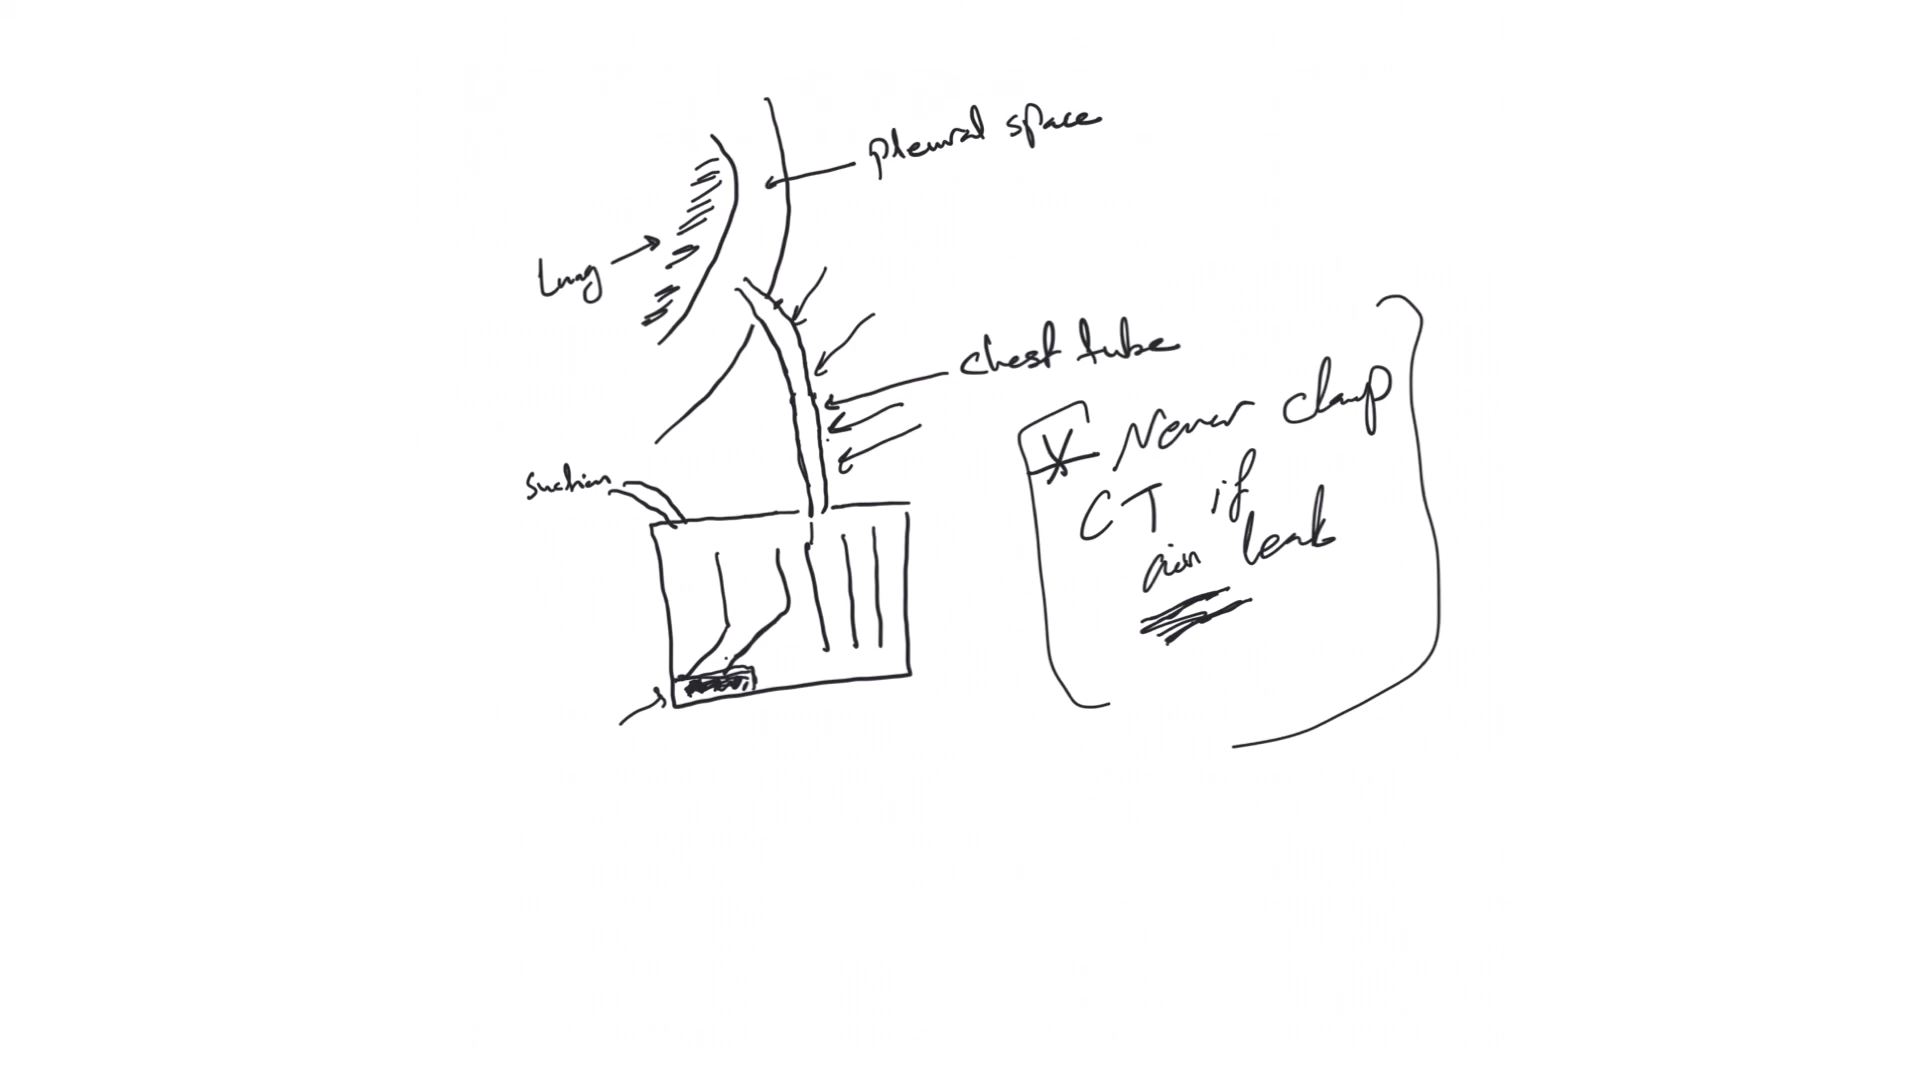 pleural space
Lung
chest tube
* Never clamp
CT if
air leak
suction